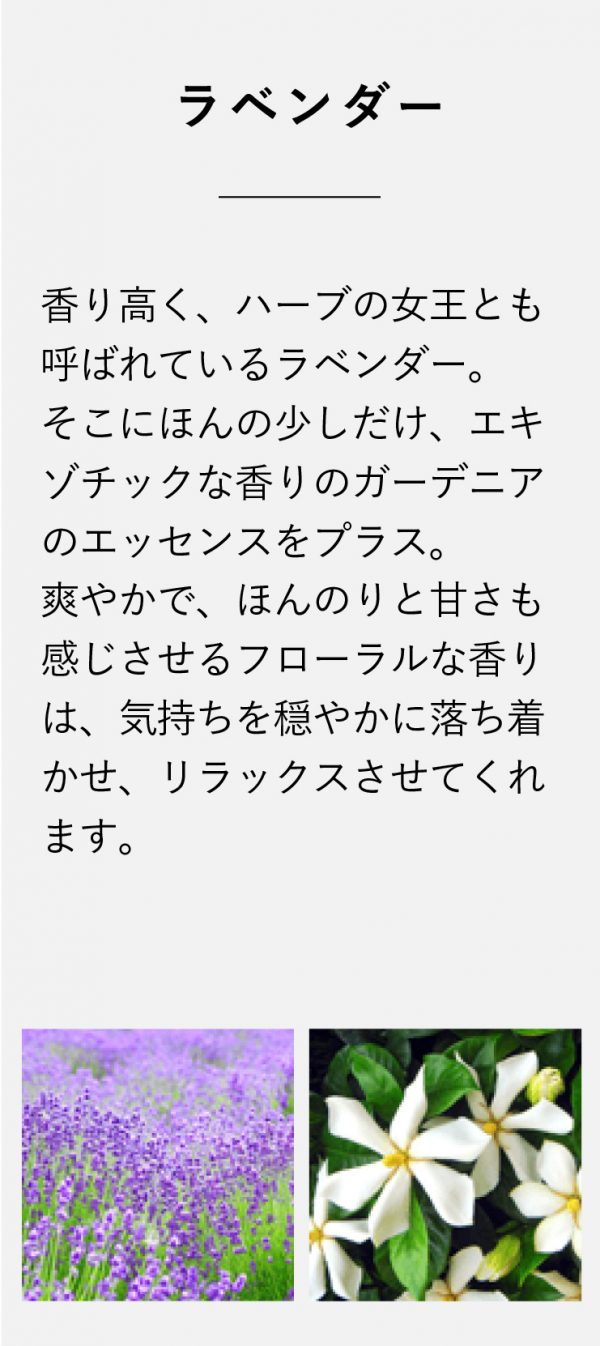 ラベンダー
香り高く、ハーブの女王とも
呼ばれているラベンダー。
そこにほんの少しだけ、エキ
ゾチックな香りのガーデニア
のエッセンスをプラス。
爽やかで、ほんのりと甘さも
感じさせるフローラルな香り
は、気持ちを穏やかに落ち着
かせ、リラックスさせてくれ
ます。